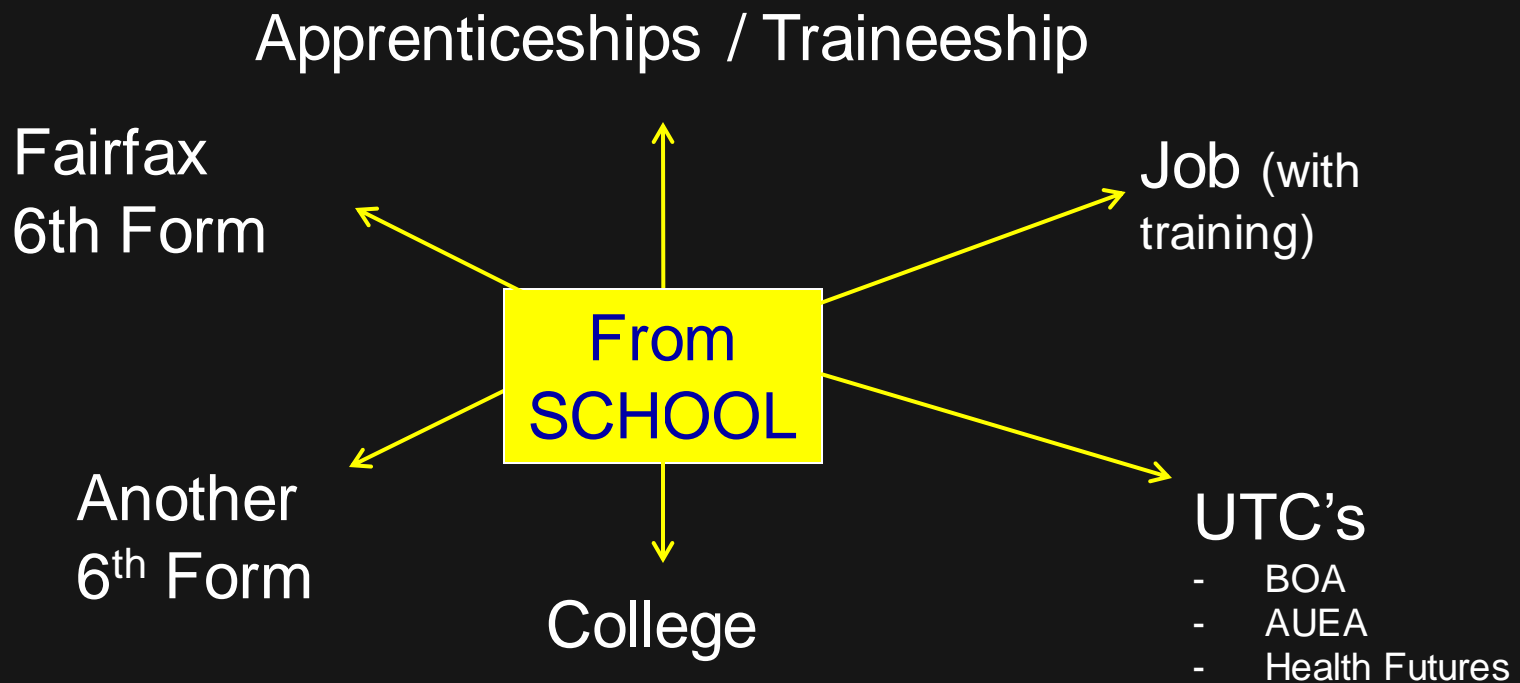 Apprenticeships / Traineeship
Fairfax
6th Form
Job (with
training)
From
SCHOOL
Another
6th Form
College
UTC’s
- BOA
- AUEA
- Health Futures